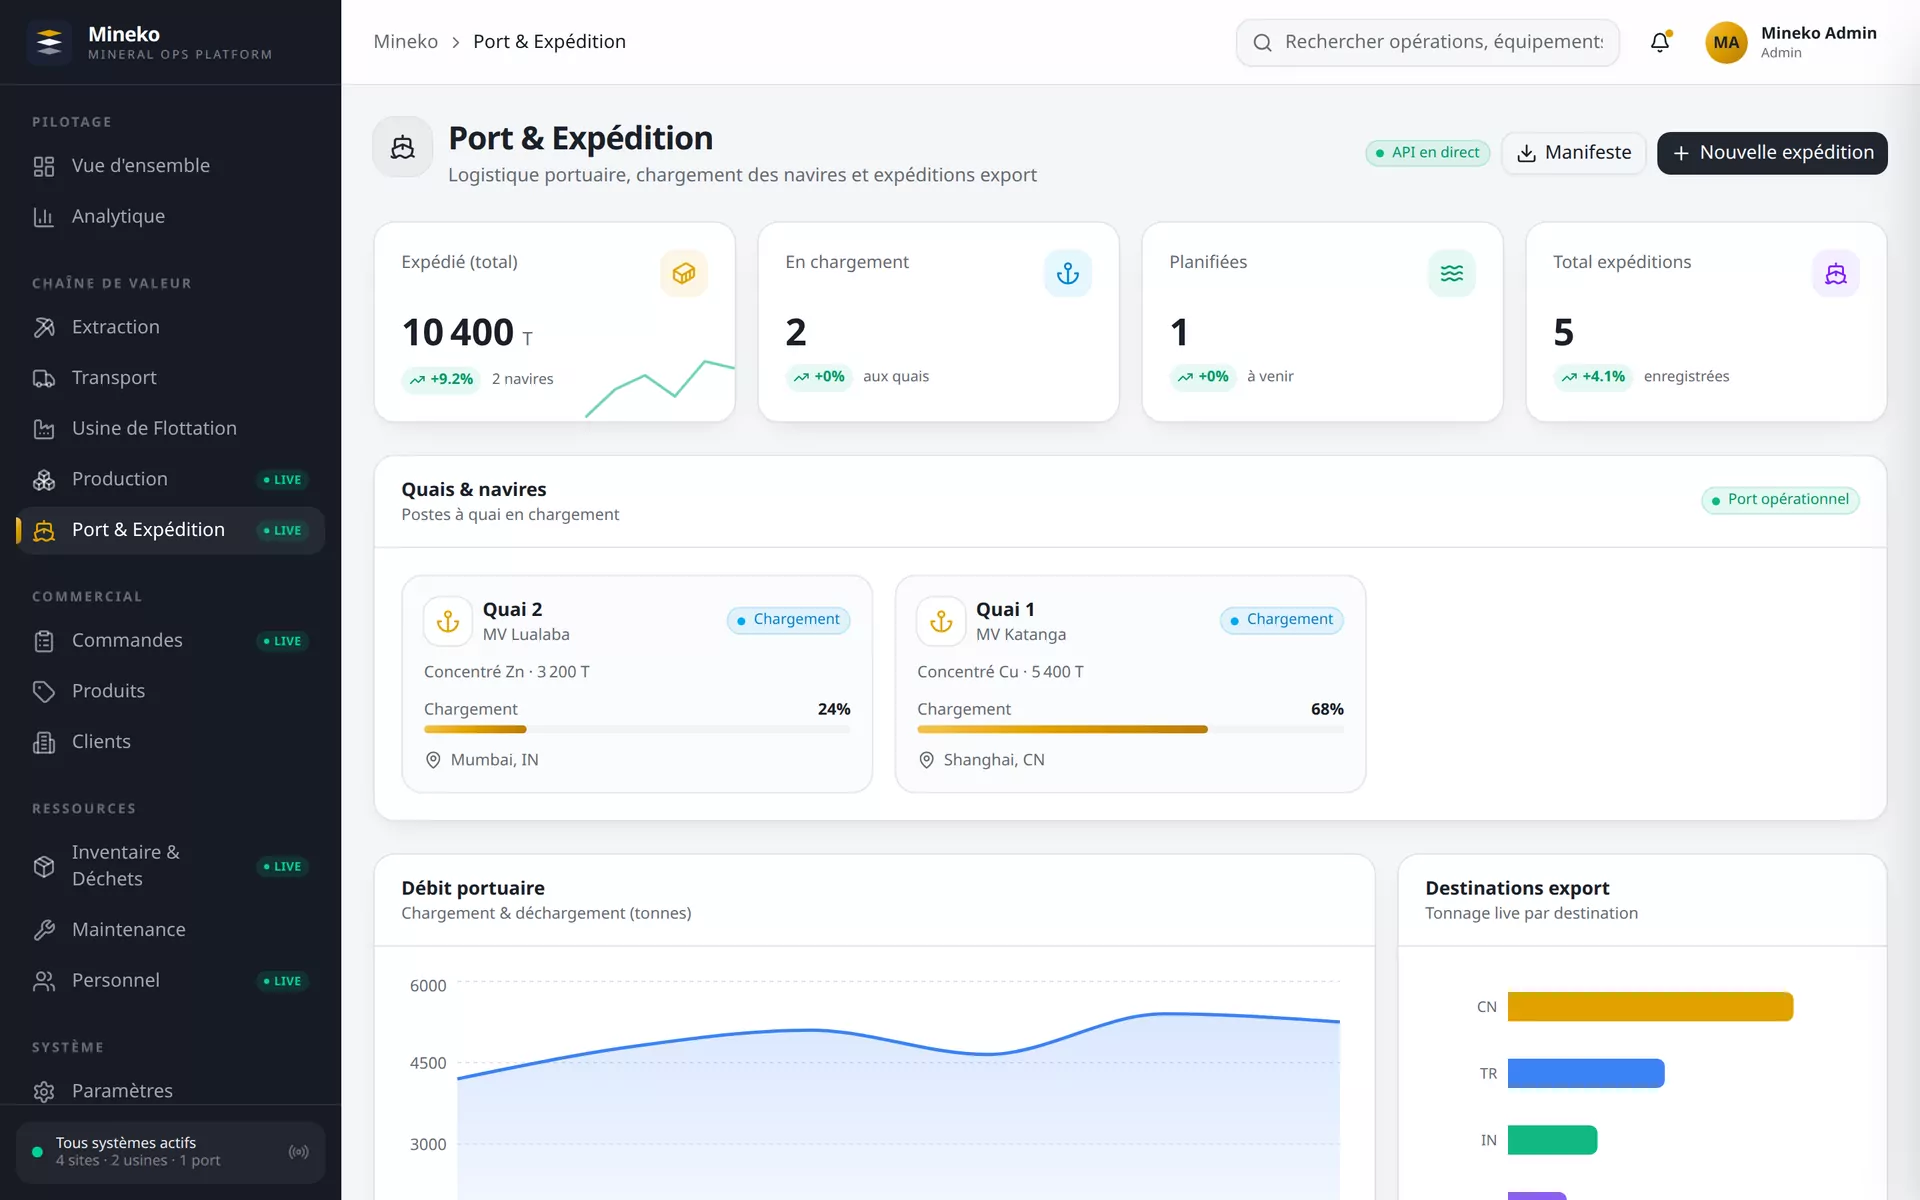 Mineko
MINERAL OPS PLATFORM
PILOTAGE
Vue d'ensemble
Analytique
CHAÎNE DE VALEUR
Extraction
Transport
Usine de Flottation
Production
LIVE
Port & Expédition
LIVE
COMMERCIAL
Commandes
LIVE
Produits
Clients
RESSOURCES
Inventaire &
Déchets
LIVE
Maintenance
Personnel
LIVE
SYSTÈME
Paramètres
Tous systèmes actifs
4 sites · 2 usines · 1 port
Mineko > Port & Expédition
Rechercher opérations, équipements
MA
Mineko Admin
Admin
Port & Expédition
Logistique portuaire, chargement des navires et expéditions export
API en direct
Manifeste
+ Nouvelle expédition
Expédié (total)
10 400 T
+9.2% 2 navires
En chargement
2
+0% aux quais
Planifiées
1
+0% à venir
Total expéditions
5
+4.1% enregistrées
Quais & navires
Postes à quai en chargement
Port opérationnel
Quai 2
MV Lualaba
Chargement
Concentré Zn · 3 200 T
Chargement 24%
Mumbai, IN
Quai 1
MV Katanga
Chargement
Concentré Cu · 5 400 T
Chargement 68%
Shanghai, CN
Débit portuaire
Chargement & déchargement (tonnes)
6000
4500
3000
Destinations export
Tonnage live par destination
CN
TR
IN